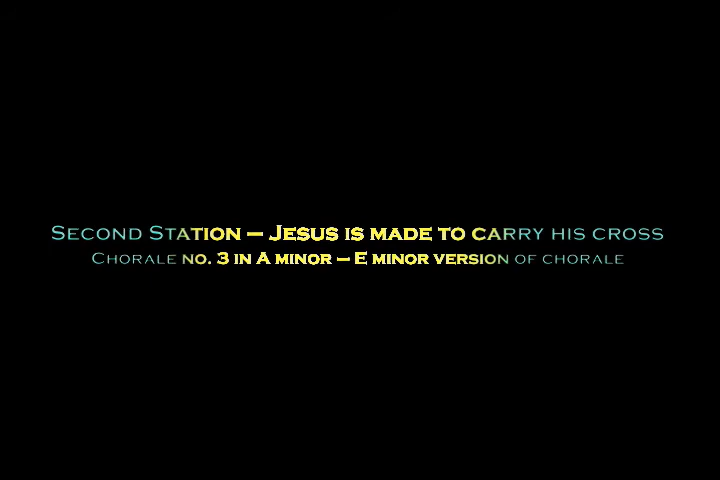 Second Station – Jesus is made to carry his cross
Chorale no. 3 in A minor – E minor version of chorale